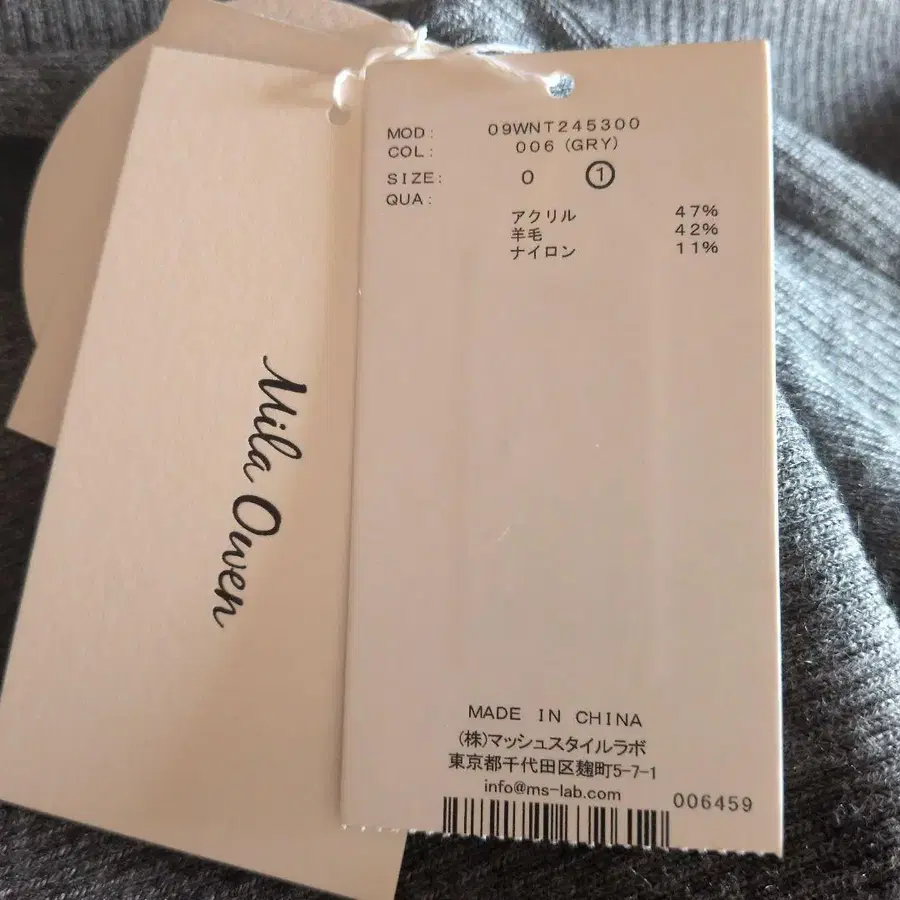 Mila Owen
MOD: 09WNT245300
COL: 006 (GRY)
SIZE: 0 1
QUA:
アクリル 47%
羊毛 42%
ナイロン 11%
MADE IN CHINA
(株)マッシュスタイルラボ
東京都千代田区麹町5-7-1
info@ms-lab.com
006459